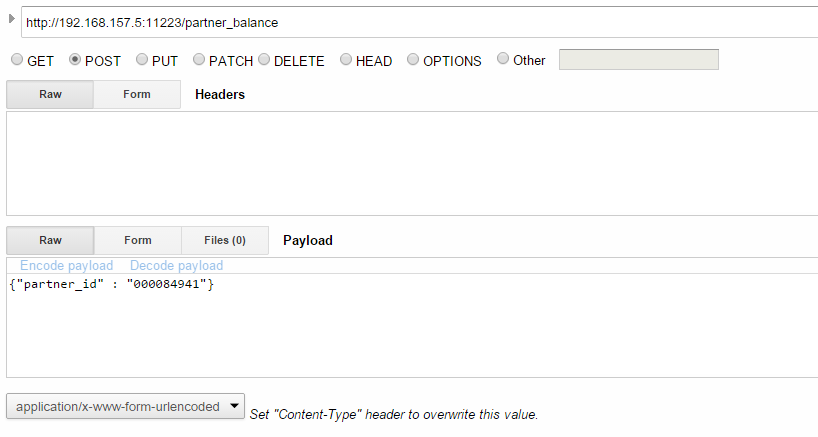 http://192.168.157.5:11223/partner_balance
GET POST PUT PATCH DELETE HEAD OPTIONS Other
Raw Form Headers
Raw Form Files (0) Payload
Encode payload Decode payload
{"partner_id" : "000084941"}
application/x-www-form-urlencoded Set "Content-Type" header to overwrite this value.